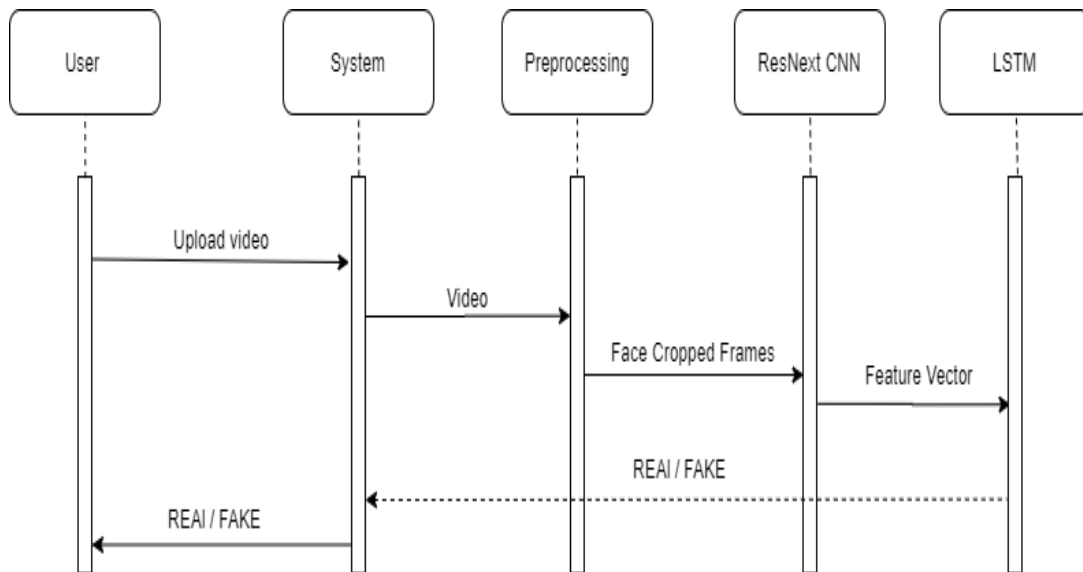 User
System
Preprocessing
ResNext CNN
LSTM
Upload video
Video
Face Cropped Frames
Feature Vector
REAl / FAKE
REAl / FAKE